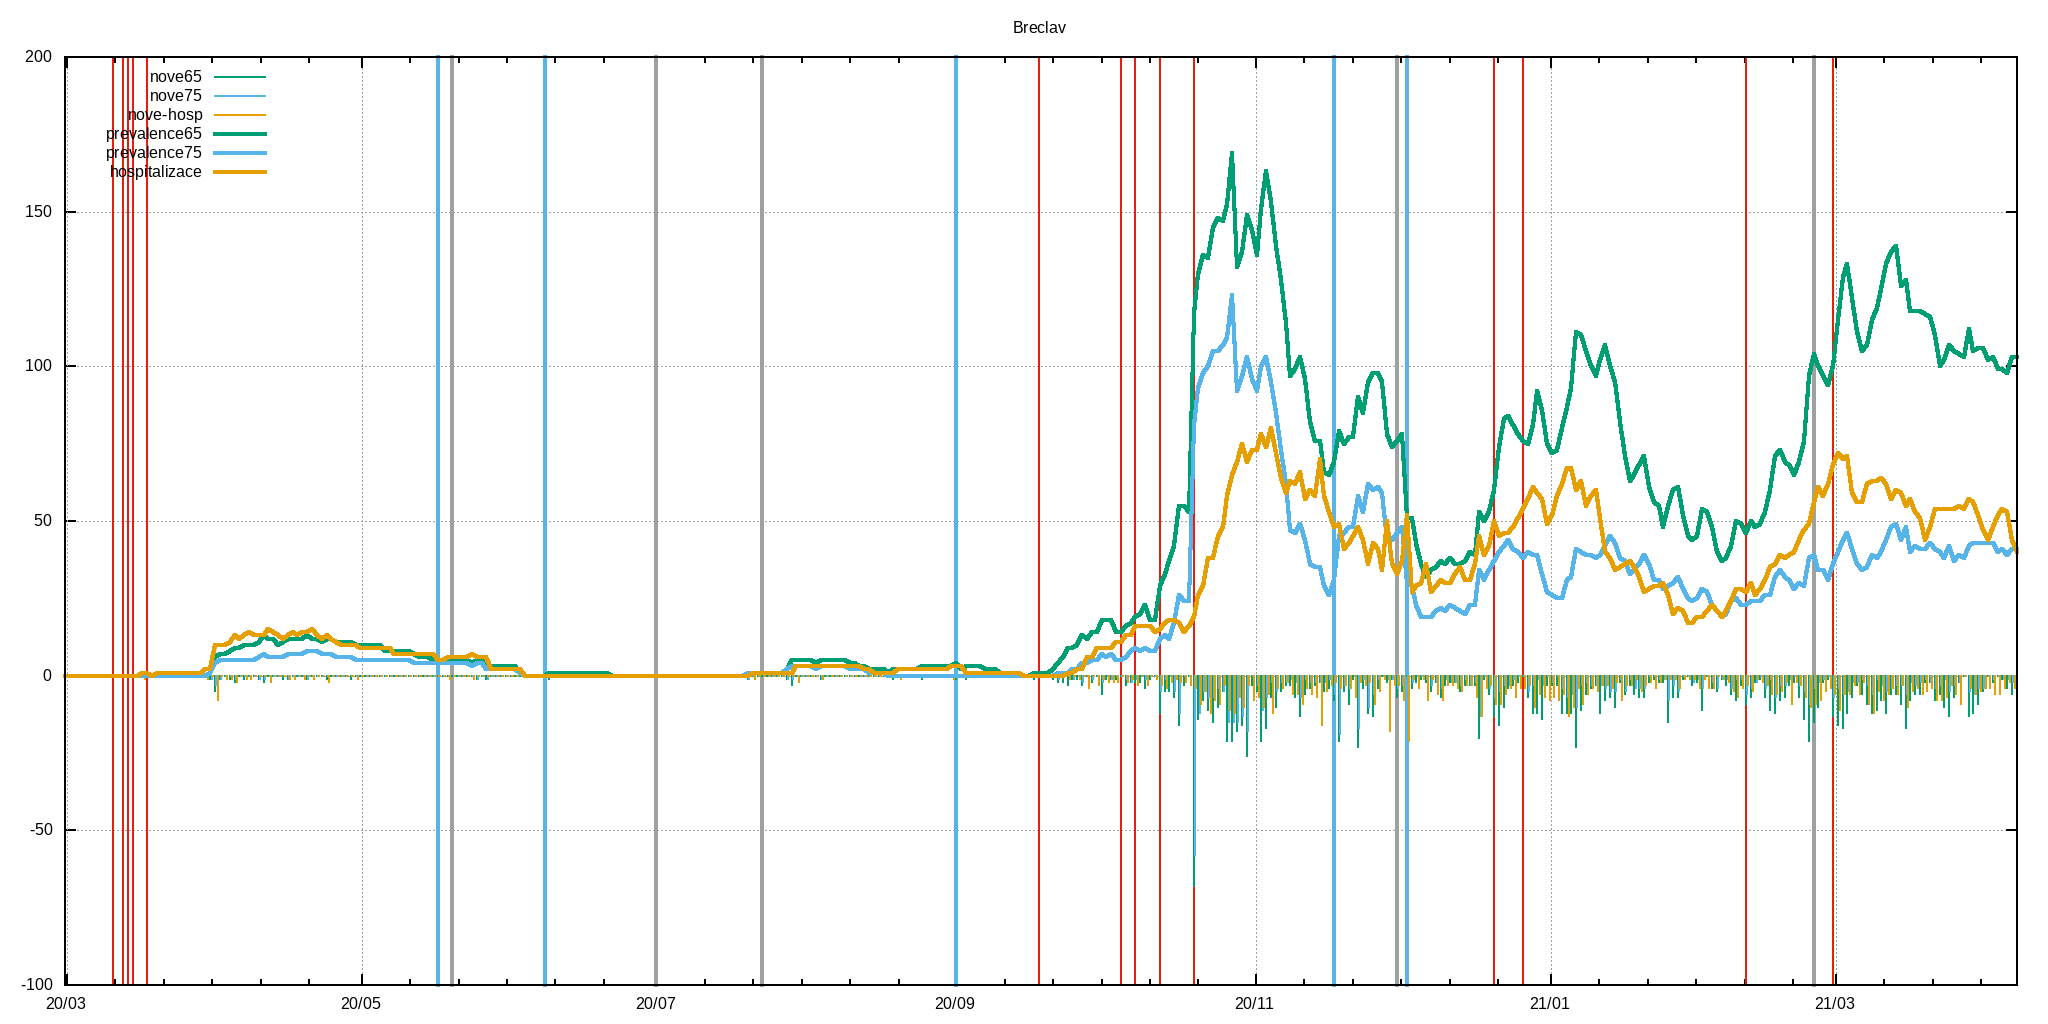 Breclav
200
150
100
50
0
-50
-100
nove65
nove75
nove-hosp
prevalence65
prevalence75
hospitalizace
20/03 20/05 20/07 20/09 20/11 21/01 21/03